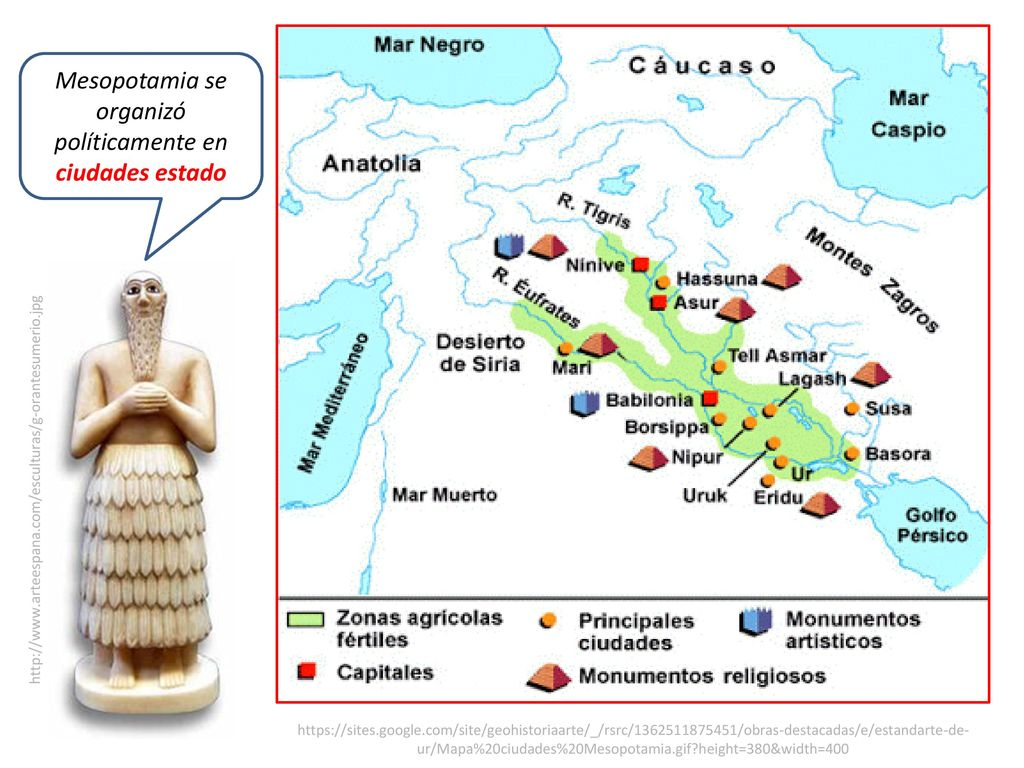 Mesopotamia se
organizó
políticamente en
ciudades estado
http://www.arteespana.com/esculturas/g-orantesumerio.jpg
Mar Negro
Cáucaso
Mar
Caspio
Anatolia
R. Tigris
Montes Zagros
Nínive
Hassuna
R. Éufrates
Asur
Desierto
de Siria
Mari
Tell Asmar
Lagash
Mar Mediterráneo
Babilonia
Susa
Borsippa
Nipur
Basora
Ur
Mar Muerto
Uruk
Eridu
Golfo
Pérsico
Zonas agrícolas
fértiles
Principales
ciudades
Monumentos
artísticos
Capitales
Monumentos religiosos
https://sites.google.com/site/geohistoriaarte/_/rsrc/1362511875451/obras-destacadas/e/estandarte-de-
ur/Mapa%20ciudades%20Mesopotamia.gif?height=380&width=400